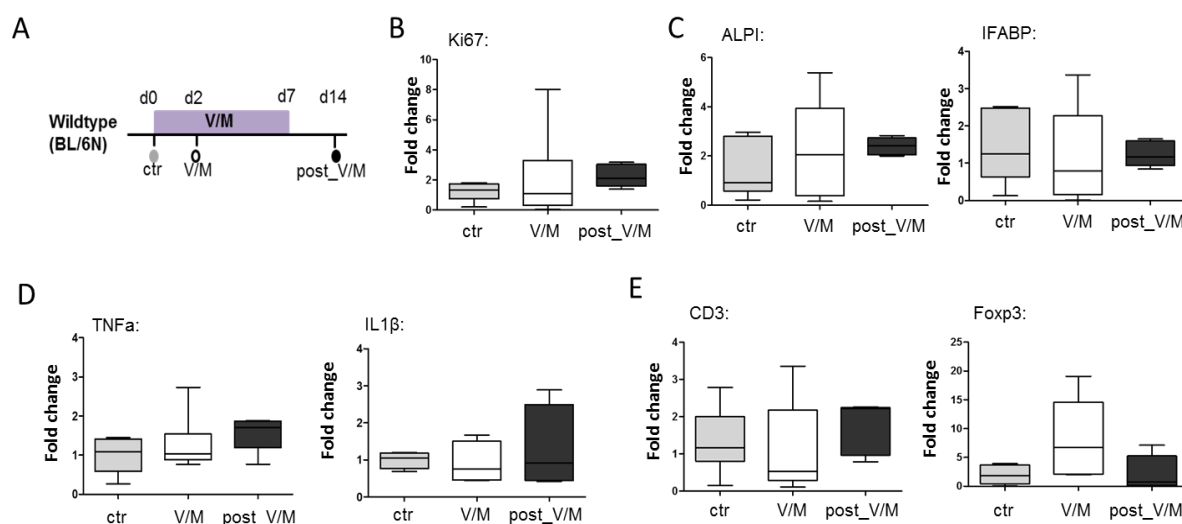 A
d0 d2 d7 d14
Wildtype
(BL/6N)
V/M
ctr V/M post_V/M
B
Ki67:
Fold change
10
8
6
4
2
0
ctr V/M post_V/M
C
ALPI:
Fold change
6
4
2
0
ctr V/M post_V/M
IFABP:
Fold change
4
3
2
1
0
ctr V/M post_V/M
D
TNFa:
Fold change
4
3
2
1
0
ctr V/M post_V/M
IL1β:
Fold change
4
3
2
1
0
ctr V/M post_V/M
E
CD3:
Fold change
4
3
2
1
0
ctr V/M post_V/M
Foxp3:
Fold change
25
20
15
10
5
0
ctr V/M post_V/M